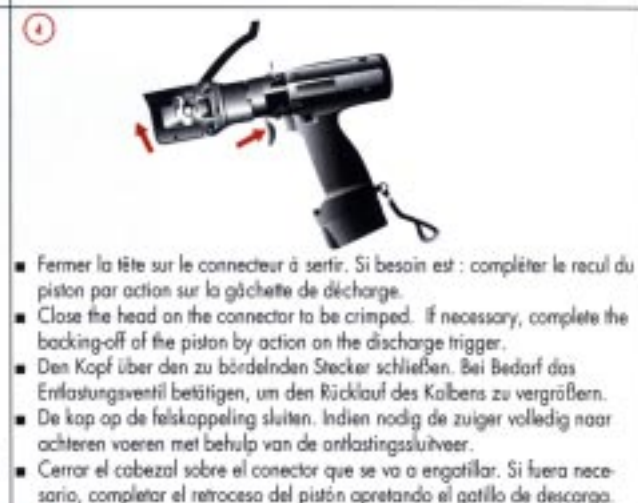 4
■ Fermer la tête sur le connecteur à sertir. Si besoin est : compléter le recul du
piston par action sur la gâchette de décharge.
■ Close the head on the connector to be crimped. If necessary, complete the
backing-off of the piston by action on the discharge trigger.
■ Den Kopf über den zu bördelnden Stecker schließen. Bei Bedarf das
Entlastungsventil betätigen, um den Rücklauf des Kolbens zu vergrößern.
■ De kop op de felskoppeling sluiten. Indien nodig de zuiger volledig naar
achteren voeren met behulp van de ontlastingssluitveer.
■ Cerrar el cabezal sobre el conector que se va a engatillar. Si fuera nece-
sario, completar el retroceso del pistón apretando el gatillo de descarga.